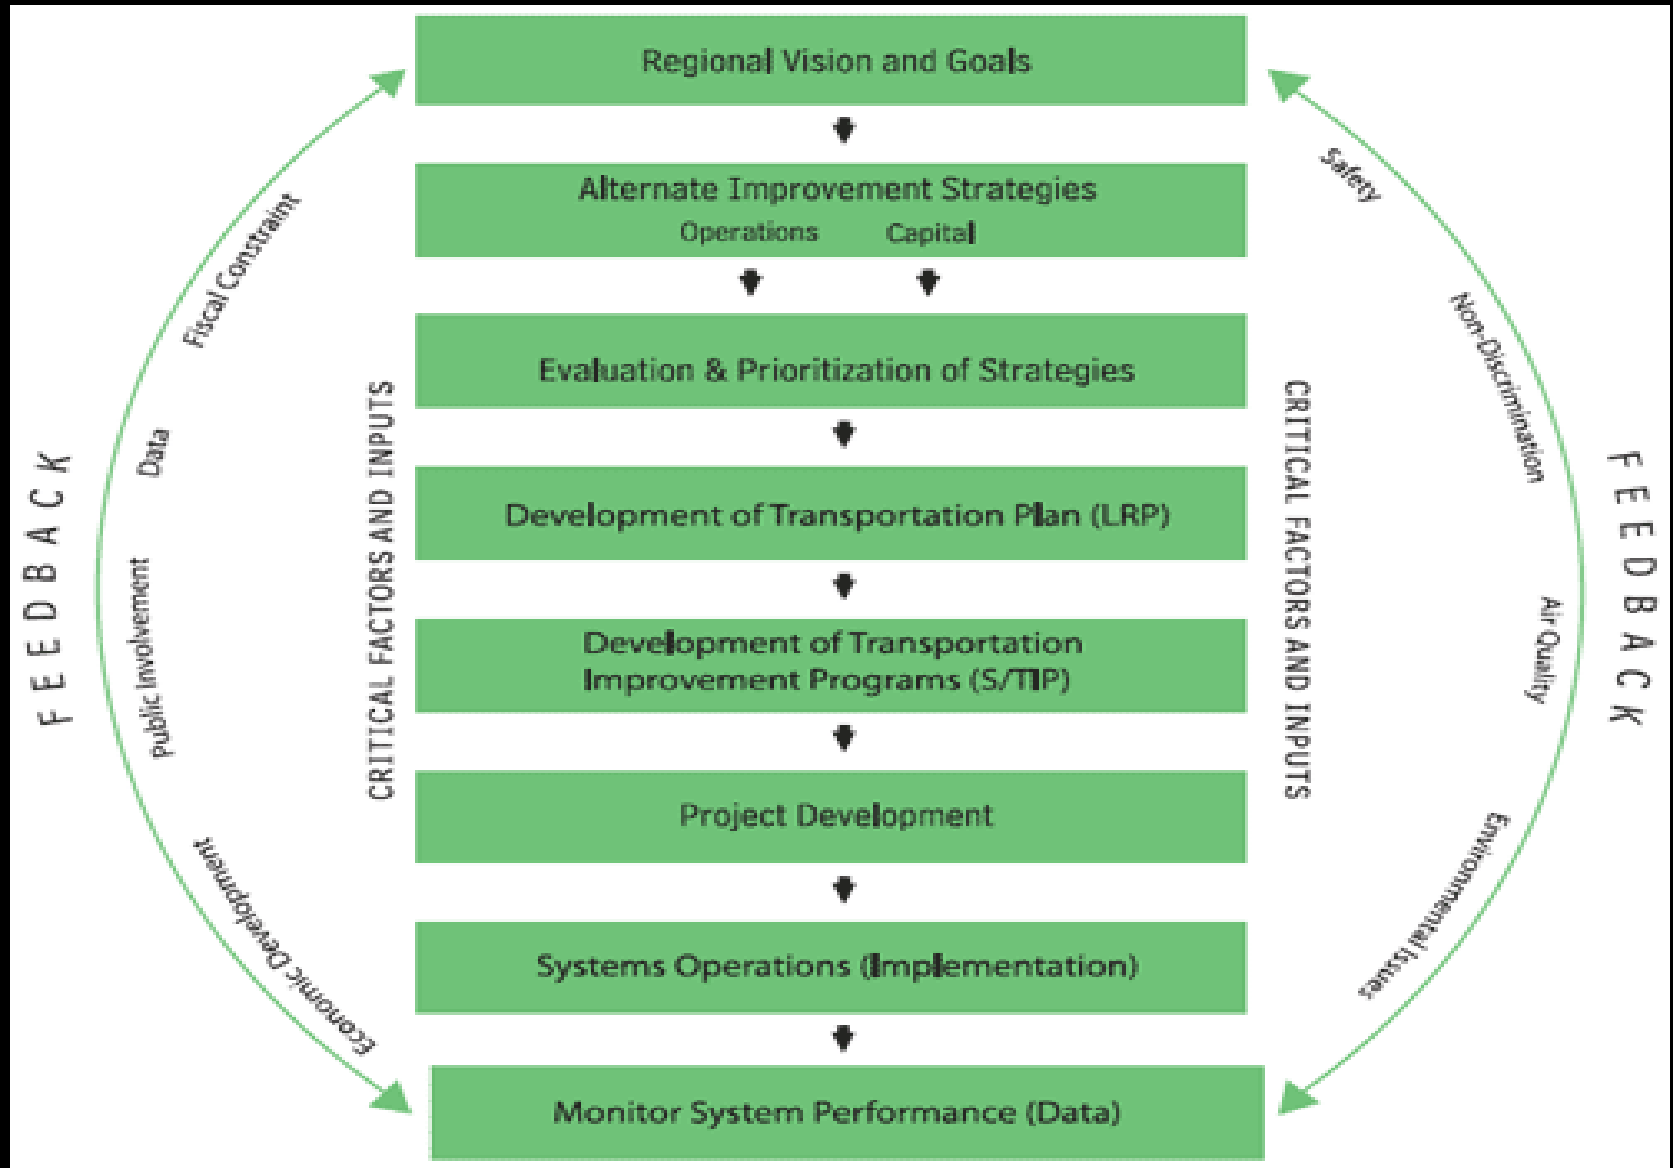 Regional Vision and Goals
Alternate Improvement Strategies
Operations Capital
Evaluation & Prioritization of Strategies
Development of Transportation Plan (LRP)
Development of Transportation
Improvement Programs (S/TIP)
Project Development
Systems Operations (Implementation)
Monitor System Performance (Data)
FEEDBACK
Fiscal Constraint
Data
Public Involvement
Economic Development
CRITICAL FACTORS AND INPUTS
CRITICAL FACTORS AND INPUTS
Safety
Non-Discrimination
Air Quality
Environmental Issues
FEEDBACK